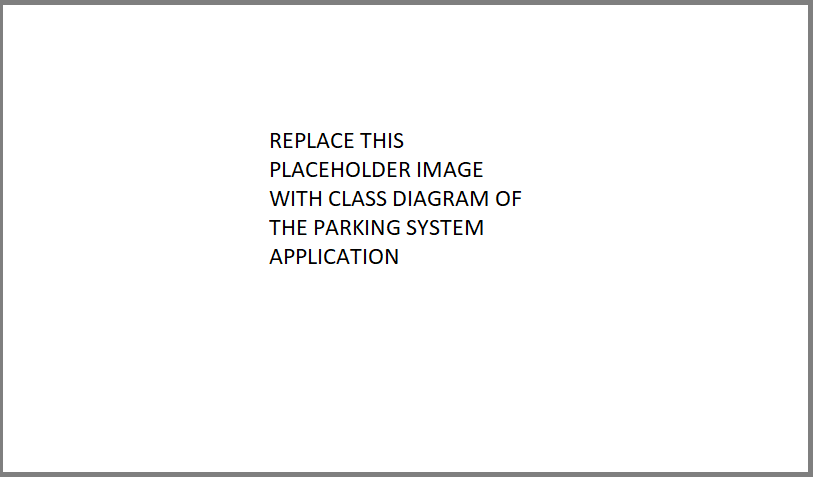 REPLACE THIS
PLACEHOLDER IMAGE
WITH CLASS DIAGRAM OF
THE PARKING SYSTEM
APPLICATION